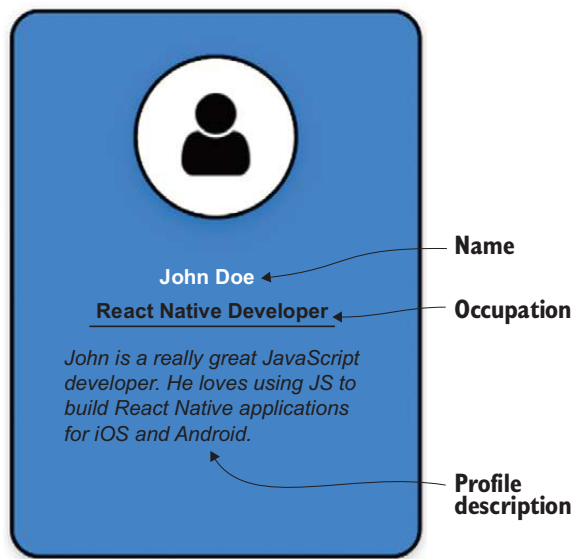 John Doe
Name
React Native Developer
Occupation
John is a really great JavaScript
developer. He loves using JS to
build React Native applications
for iOS and Android.
Profile
description